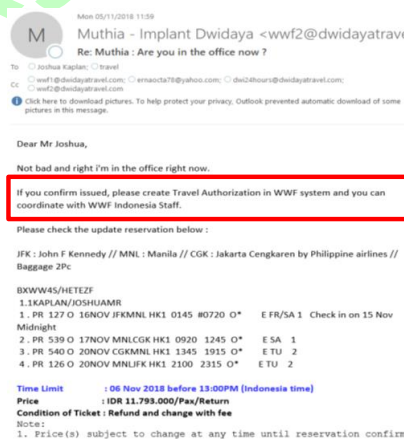 Mon 05/11/2018 11:59
M
Muthia - Implant Dwidaya <wwf2@dwidayatrave
Re: Muthia : Are you in the office now ?
To Joshua Kaplan; travel
Cc wwf1@dwidayatravel.com; ernaocta78@yahoo.com; dwi24hours@dwidayatravel.com;
wwf2@dwidayatravel.com
Click here to download pictures. To help protect your privacy, Outlook prevented automatic download of some
pictures in this message.
Dear Mr Joshua,
Not bad and right i'm in the office right now.
If you confirm issued, please create Travel Authorization in WWF system and you can
coordinate with WWF Indonesia Staff.
Please check the update reservation below :
JFK : John F Kennedy // MNL : Manila // CGK : Jakarta Cengkaren by Philippine airlines //
Baggage 2Pc
BXWW4S/HETEZF
1.1KAPLAN/JOSHUAMR
1 . PR 127 O 16NOV JFKMNL HK1 0145 #0720 O* E FR/SA 1 Check in on 15 Nov
Midnight
2 . PR 539 O 17NOV MNLCGK HK1 0920 1245 O* E SA 1
3 . PR 540 O 20NOV CGKMNL HK1 1345 1915 O* E TU 2
4 . PR 126 O 20NOV MNLJFK HK1 2100 2315 O* E TU 2
Time Limit : 06 Nov 2018 before 13:00PM (Indonesia time)
Price : IDR 11.793.000/Pax/Return
Condition of Ticket : Refund and change with fee
Note:
1. Price(s) subject to change at any time until reservation confirm